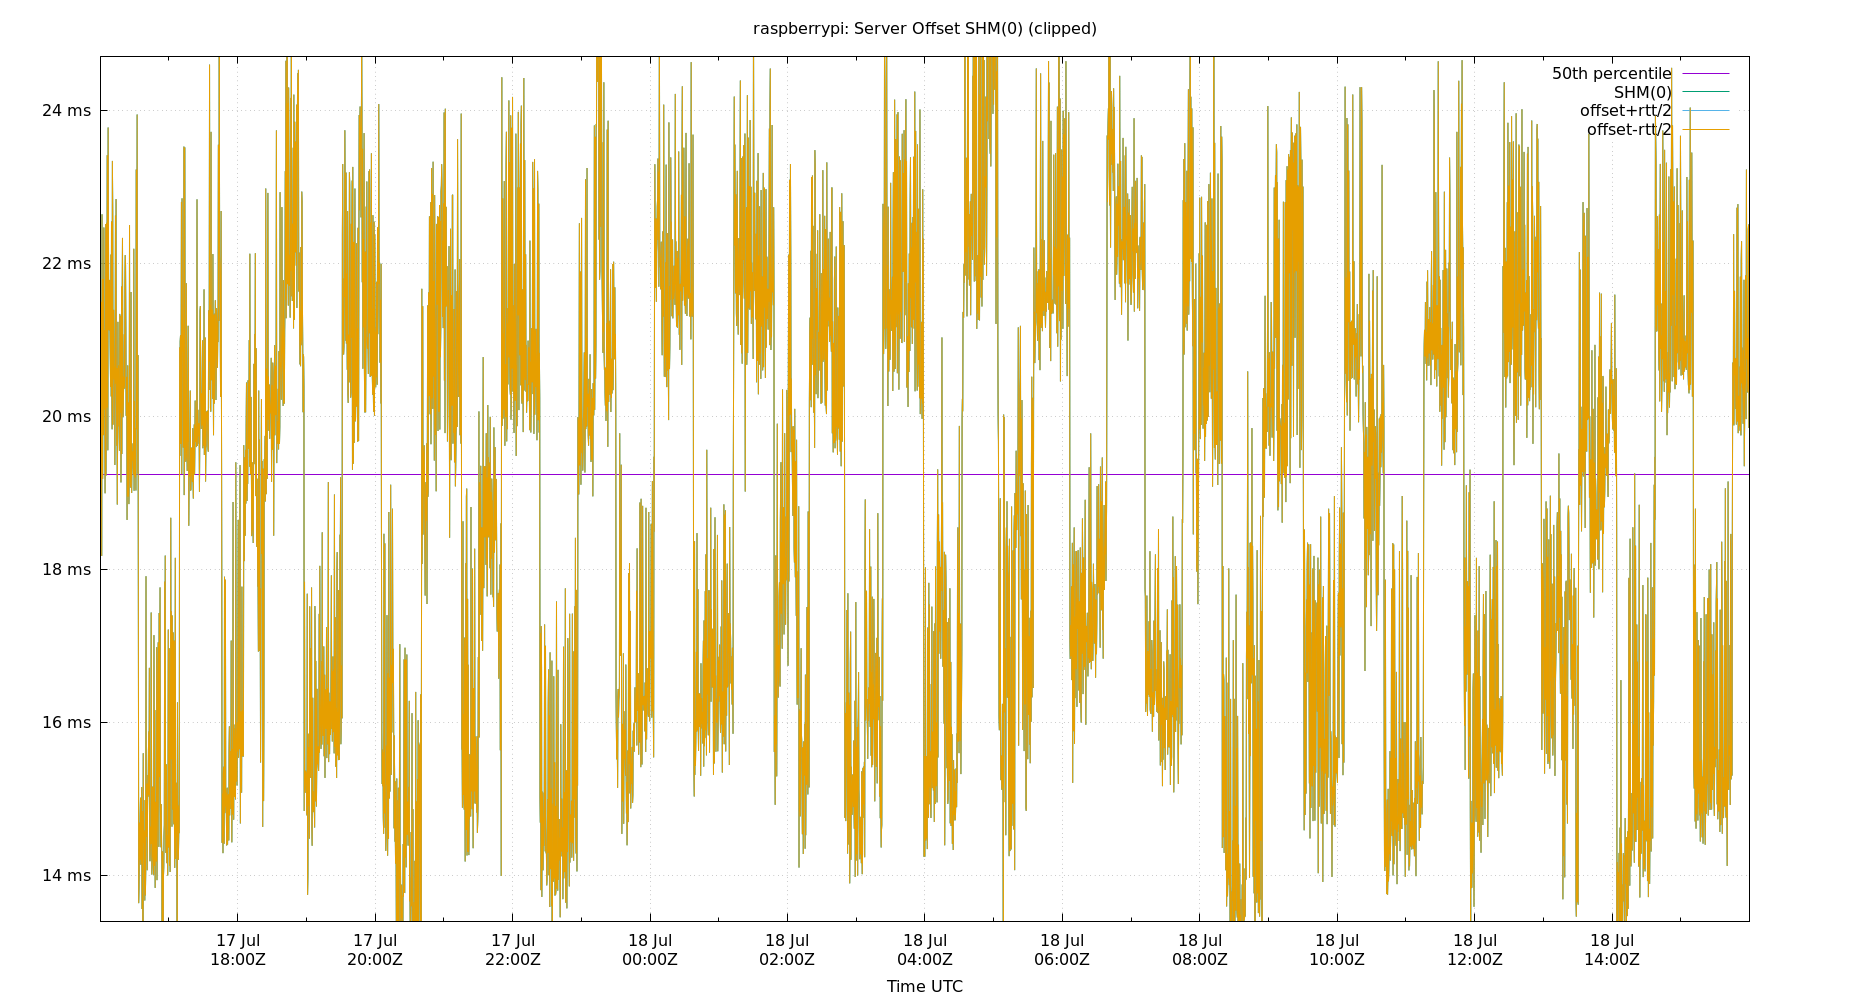 raspberrypi: Server Offset SHM(0) (clipped)
50th percentile
SHM(0)
offset+rtt/2
offset-rtt/2
24 ms
22 ms
20 ms
18 ms
16 ms
14 ms
17 Jul 17 Jul 17 Jul 18 Jul 18 Jul 18 Jul 18 Jul 18 Jul 18 Jul 18 Jul 18 Jul
18:00Z 20:00Z 22:00Z 00:00Z 02:00Z 04:00Z 06:00Z 08:00Z 10:00Z 12:00Z 14:00Z
Time UTC